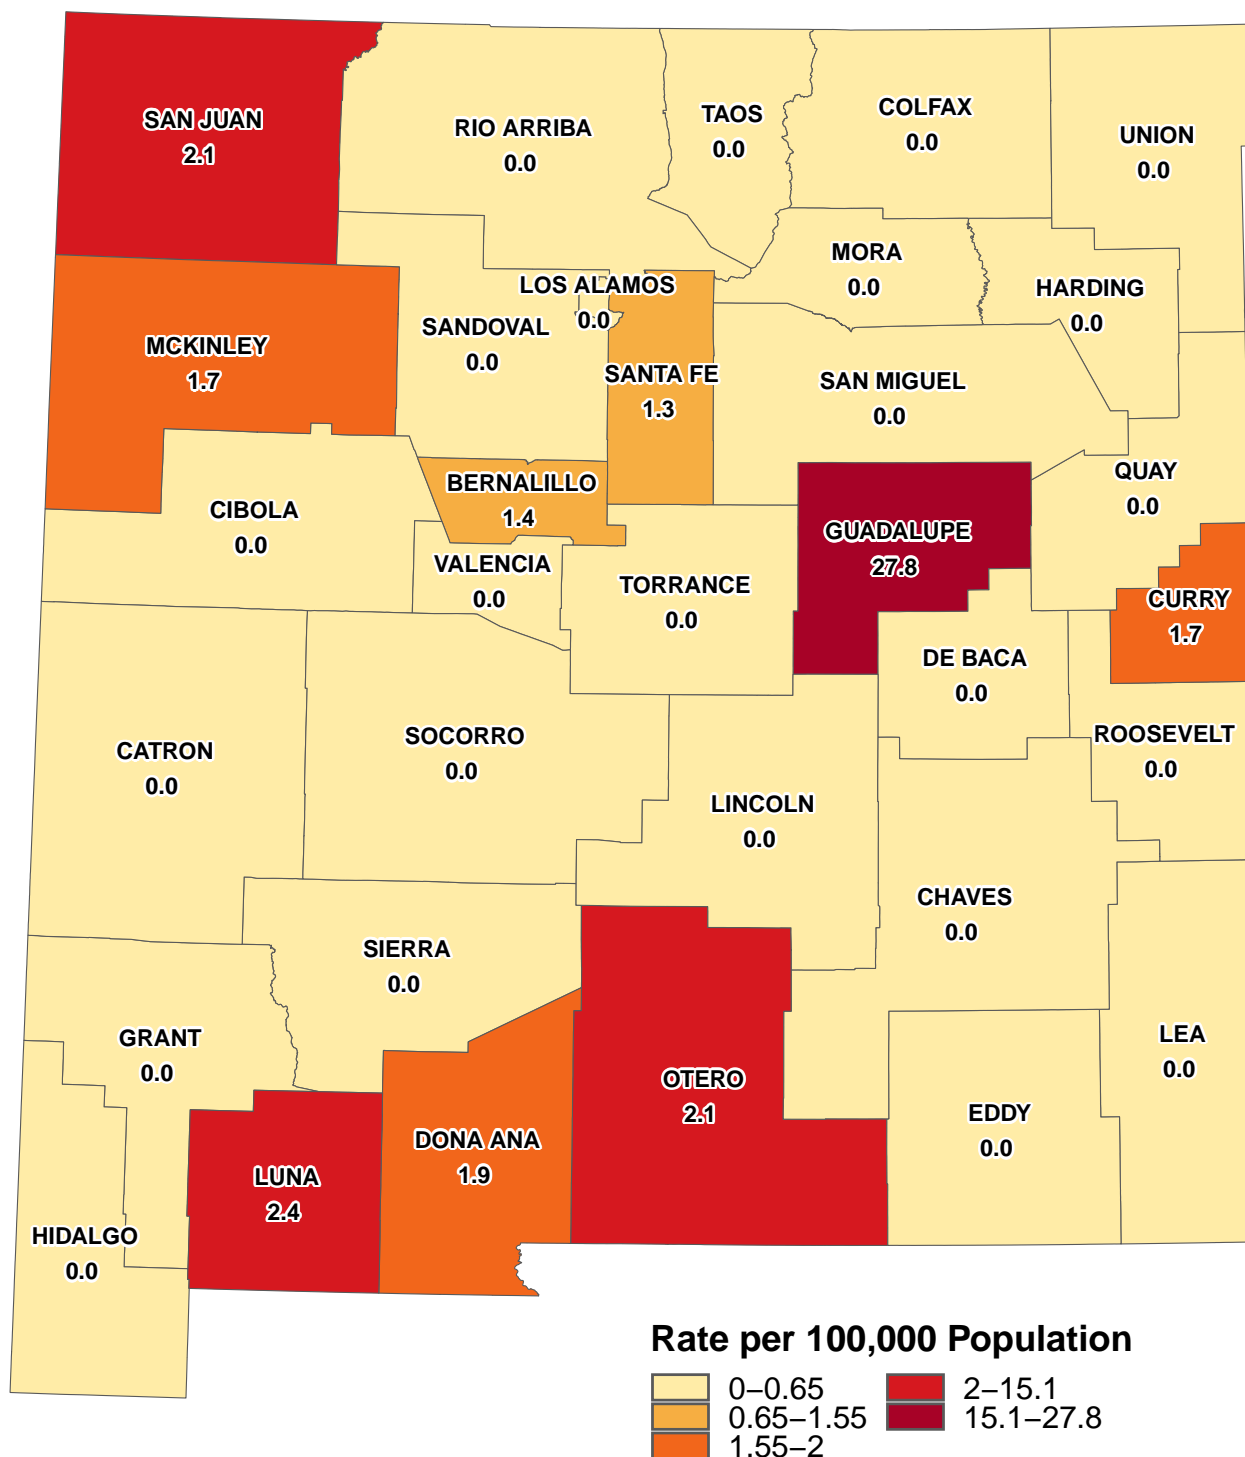 SAN JUAN
2.1
RIO ARRIBA
0.0
TAOS
0.0
COLFAX
0.0
UNION
0.0
MORA
0.0
HARDING
0.0
LOS ALAMOS
0.0
SANDOVAL
0.0
MCKINLEY
1.7
SANTA FE
1.3
SAN MIGUEL
0.0
QUAY
0.0
BERNALILLO
1.4
CIBOLA
0.0
GUADALUPE
27.8
VALENCIA
0.0
TORRANCE
0.0
CURRY
1.7
DE BACA
0.0
ROOSEVELT
0.0
CATRON
0.0
SOCORRO
0.0
LINCOLN
0.0
CHAVES
0.0
SIERRA
0.0
GRANT
0.0
LEA
0.0
OTERO
2.1
EDDY
0.0
DONA ANA
1.9
LUNA
2.4
HIDALGO
0.0
Rate per 100,000 Population
0−0.65
0.65−1.55
1.55−2
2−15.1
15.1−27.8